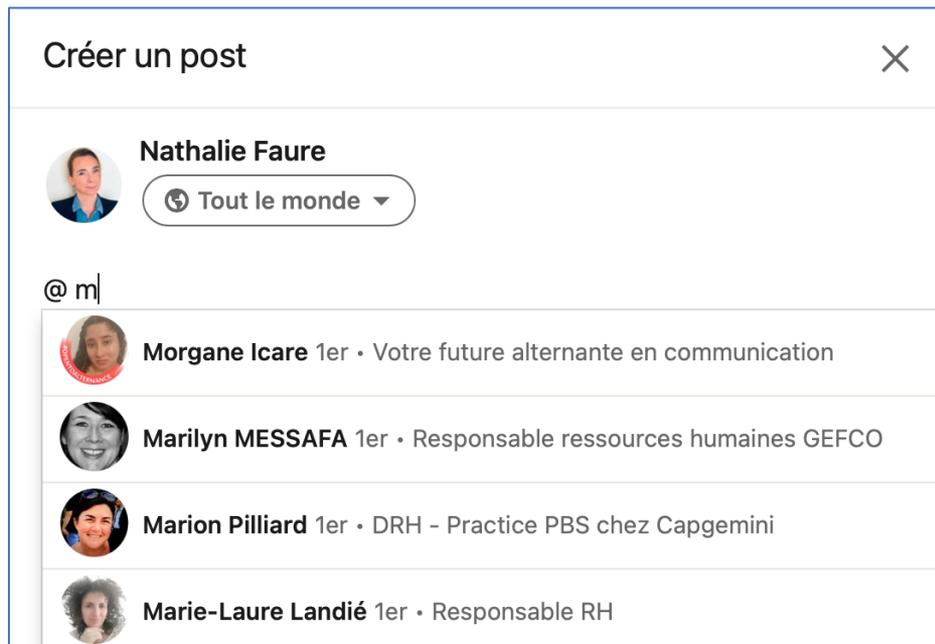 Créer un post
Nathalie Faure
Tout le monde
@ m
Morgane Icare 1er • Votre future alternante en communication
#OPENTOALTERNANCE
Marilyn MESSAFA 1er • Responsable ressources humaines GEFCO
Marion Pilliard 1er • DRH - Practice PBS chez Capgemini
Marie-Laure Landié 1er • Responsable RH